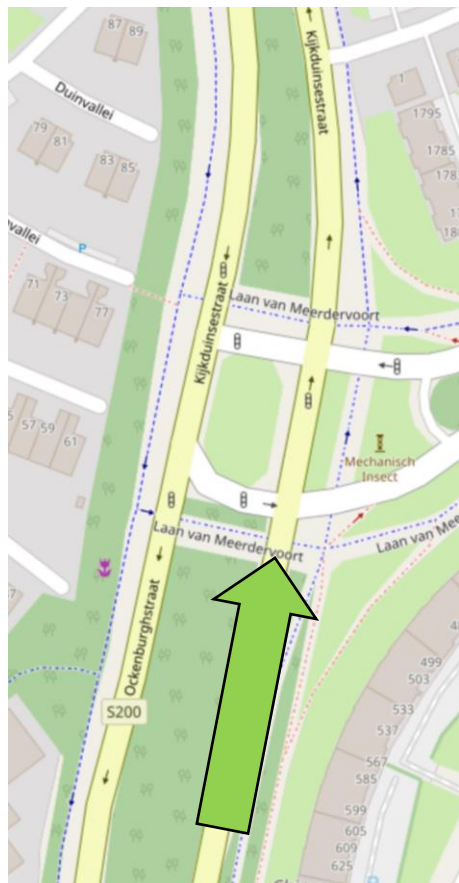 87
89
Duinvallei
Kijkduinsestraat
1
1795
1785
79
81
83
85
P
71
73
77
Laan van Meerdervoort
Kijkduinsestraat
57
59
61
Mechanisch
Insect
Laan van Meerdervoort
Laan van Mee
Ockenburghstraat
S200
499
503
533
537
567
585
599
605
609
625
P